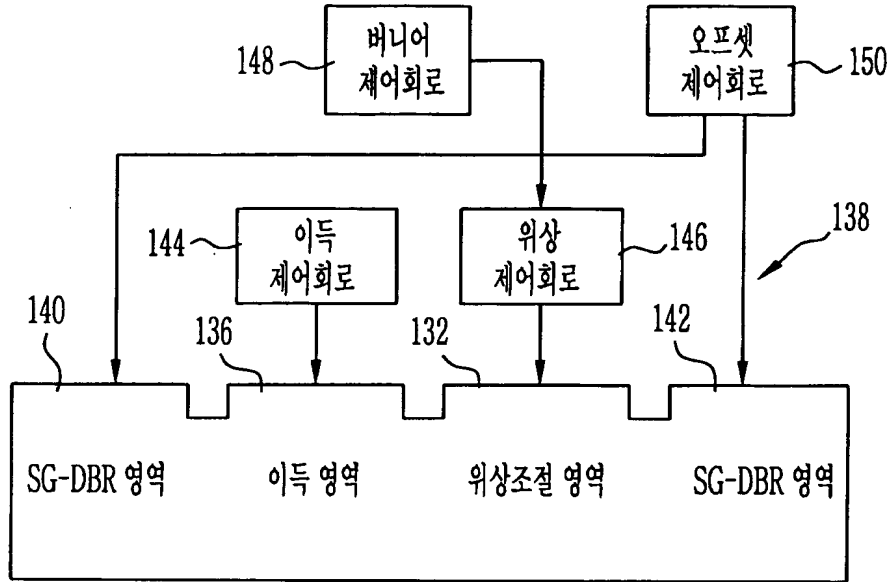 148
버니어
제어회로
오프셋
제어회로
150
144
이득
제어회로
위상
제어회로
146
138
140
136
132
142
SG-DBR 영역
이득 영역
위상조절 영역
SG-DBR 영역